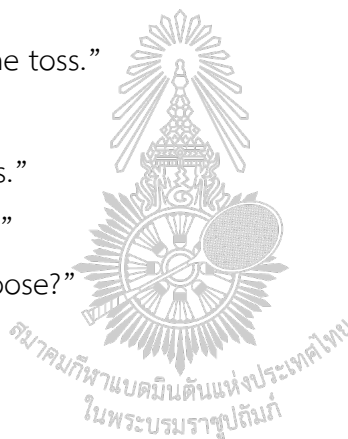 ne toss.”
s.”
”
oose?”
สมาคมกีฬาแบดมินตันแห่งประเทศไทย
ในพระบรมราชูปถัมภ์